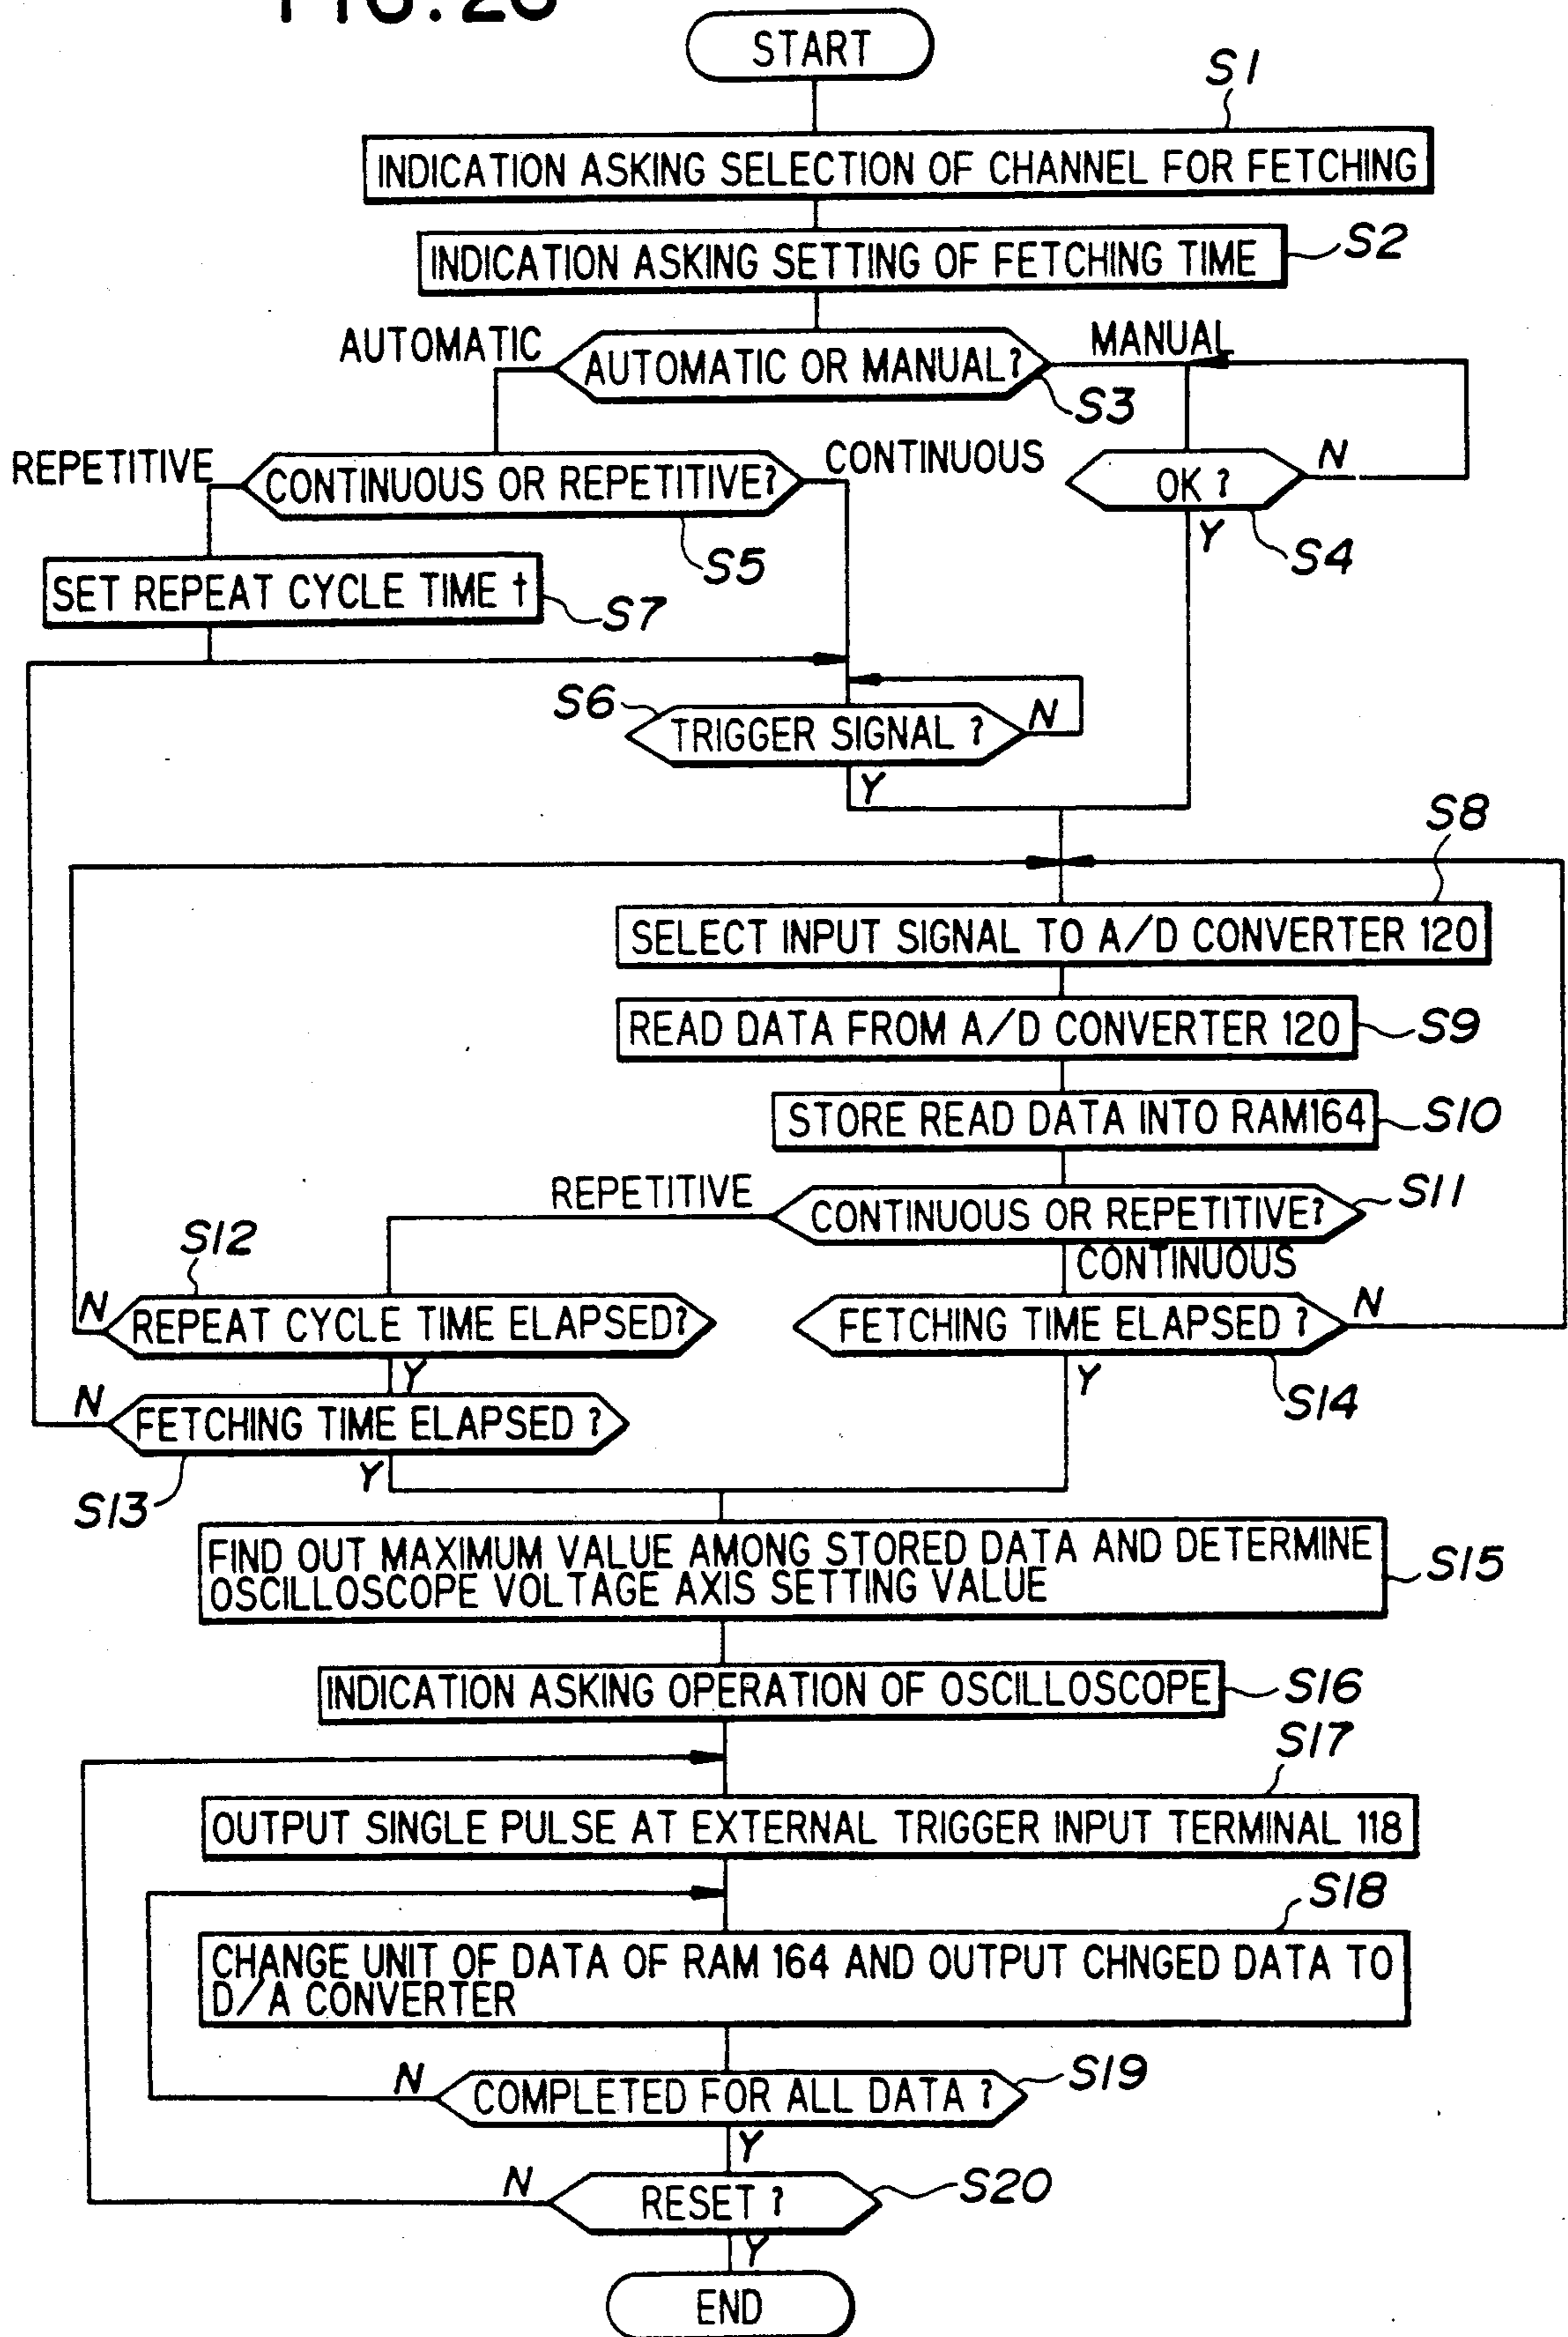 START
S1
INDICATION ASKING SELECTION OF CHANNEL FOR FETCHING
INDICATION ASKING SETTING OF FETCHING TIME
S2
AUTOMATIC
AUTOMATIC OR MANUAL?
MANUAL
S3
REPETITIVE
CONTINUOUS OR REPETITIVE?
CONTINUOUS
OK ?
N
Y
S5
S4
SET REPEAT CYCLE TIME t
S7
S6
TRIGGER SIGNAL ?
N
Y
S8
SELECT INPUT SIGNAL TO A/D CONVERTER 120
READ DATA FROM A/D CONVERTER 120
S9
STORE READ DATA INTO RAM164
S10
REPETITIVE
CONTINUOUS OR REPETITIVE?
S11
CONTINUOUS
S12
N
REPEAT CYCLE TIME ELAPSED?
FETCHING TIME ELAPSED ?
N
Y
Y
S14
N
FETCHING TIME ELAPSED ?
Y
S13
FIND OUT MAXIMUM VALUE AMONG STORED DATA AND DETERMINE
OSCILLOSCOPE VOLTAGE AXIS SETTING VALUE
S15
INDICATION ASKING OPERATION OF OSCILLOSCOPE
S16
S17
OUTPUT SINGLE PULSE AT EXTERNAL TRIGGER INPUT TERMINAL 118
S18
CHANGE UNIT OF DATA OF RAM 164 AND OUTPUT CHNGED DATA TO
D/A CONVERTER
N
COMPLETED FOR ALL DATA ?
S19
Y
N
RESET ?
S20
Y
END